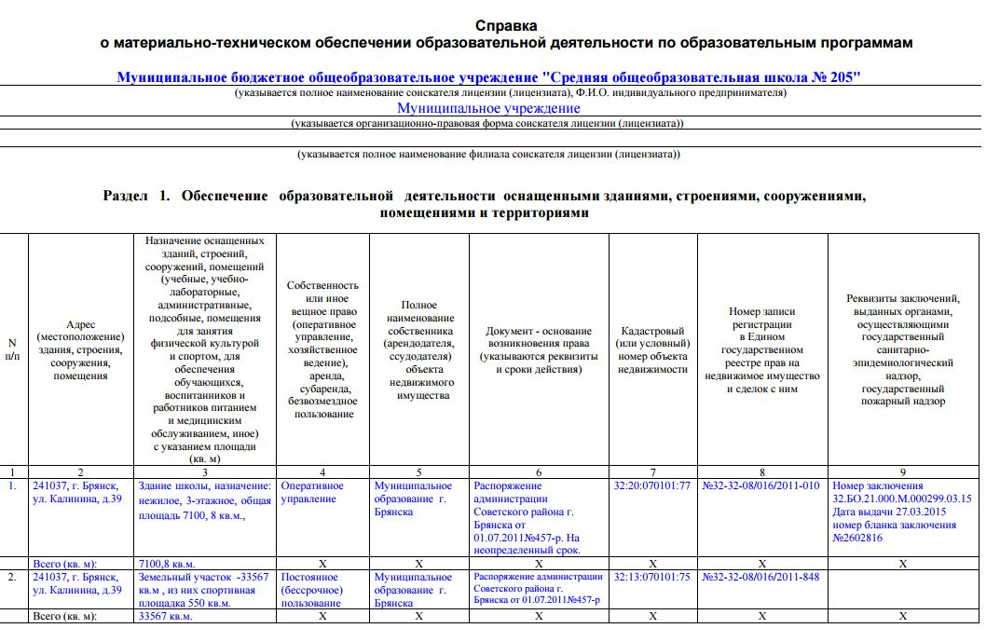 Справка
о материально-техническом обеспечении образовательной деятельности по образовательным программам
Муниципальное бюджетное общеобразовательное учреждение "Средняя общеобразовательная школа № 205"
(указывается полное наименование соискателя лицензии (лицензиата), Ф.И.О. индивидуального предпринимателя)
Муниципальное учреждение
(указывается организационно-правовая форма соискателя лицензии (лицензиата))
(указывается полное наименование филиала соискателя лицензии (лицензиата))
Раздел 1. Обеспечение образовательной деятельности оснащенными зданиями, строениями, сооружениями,
помещениями и территориями
N
п/п
Адрес
(местоположение)
здания, строения,
сооружения,
помещения
Назначение оснащенных
зданий, строений,
сооружений, помещений
(учебные, учебно-
лабораторные,
административные,
подсобные, помещения
для занятия
физической культурой
и спортом, для
обеспечения
обучающихся,
воспитанников и
работников питанием
и медицинским
обслуживанием, иное)
с указанием площади
(кв. м)
Собственность
или иное
вещное право
(оперативное
управление,
хозяйственное
ведение),
аренда,
субаренда,
безвозмездное
пользование
Полное
наименование
собственника
(арендодателя,
ссудодателя)
объекта
недвижимого
имущества
Документ - основание
возникновения права
(указываются реквизиты
и сроки действия)
Кадастровый
(или условный)
номер объекта
недвижимости
Номер записи
регистрации
в Едином
государственном
реестре прав на
недвижимое имущество
и сделок с ним
Реквизиты заключений,
выданных органами,
осуществляющими
государственный
санитарно-
эпидемиологический
надзор,
государственный
пожарный надзор
1 2 3 4 5 6 7 8 9
1.
241037, г. Брянск,
ул. Калинина, д.39
Здание школы, назначение:
нежилое, 3-этажное, общая
площадь 7100, 8 кв.м.,
Оперативное
управление
Муниципальное
образование г.
Брянска
Распоряжение
администрации
Советского района г.
Брянска от
01.07.2011№457-р. На
неопределенный срок.
32:20:070101:77
№32-32-08/016/2011-010
Номер заключения
32.БО.21.000.М.000299.03.15
Дата выдачи 27.03.2015
номер бланка заключения
№2602816
Всего (кв. м): 7100,8 кв.м. X X X X X X
2.
241037, г. Брянск,
ул. Калинина, д.39
Земельный участок -33567
кв.м , из них спортивная
площадка 550 кв.м.
Постоянное
(бессрочное)
пользование
Муниципальное
образование г.
Брянска
Распоряжение администрации
Советского района г.
Брянска от 01.07.2011№457-р
32:13:070101:75
№32-32-08/016/2011-848
Всего (кв. м): 33567 кв.м. X X X X X X